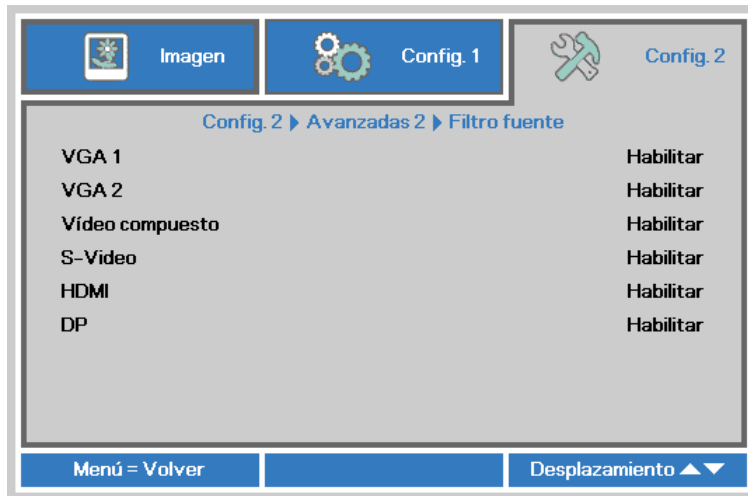 Imagen Config. 1 Config. 2
Config. 2 ▶ Avanzadas 2 ▶ Filtro fuente
VGA 1 Habilitar
VGA 2 Habilitar
Vídeo compuesto Habilitar
S-Video Habilitar
HDMI Habilitar
DP Habilitar
Menú = Volver Desplazamiento ▲▼